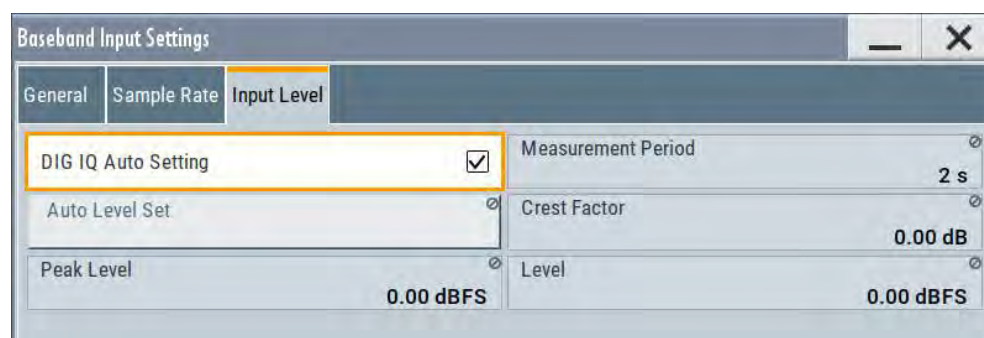 Baseband Input Settings
General Sample Rate Input Level
DIG IQ Auto Setting
Measurement Period
2 s
Auto Level Set
Crest Factor
0.00 dB
Peak Level
0.00 dBFS
Level
0.00 dBFS